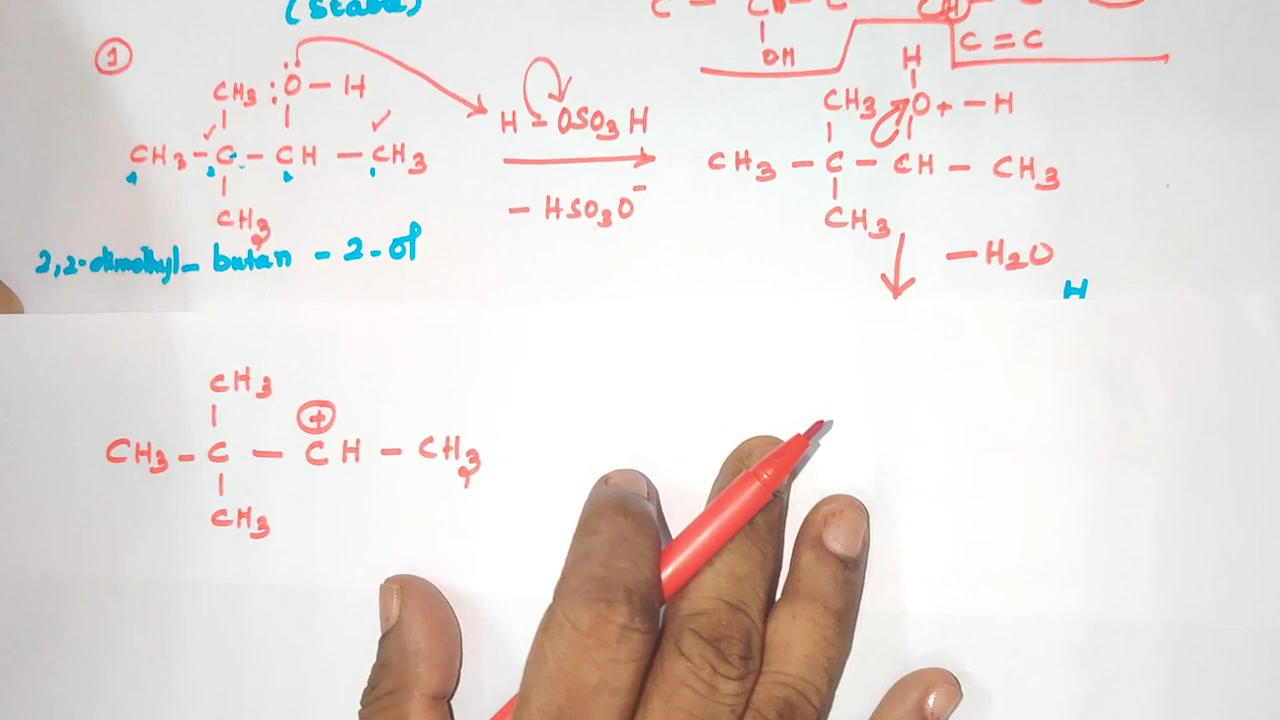 (Stable)
C - C - C
OH
C = C
①
CH3 :Ö - H
CH3 - C - CH - CH3
CH3
2,2-dimethyl- butan - 2-ol
H - OSO3 H
- HSO3O⁻
H
CH3 O+ - H
CH3 - C - CH - CH3
CH3
- H2O
H
CH3
⊕
CH3 - C - CH - CH3
CH3